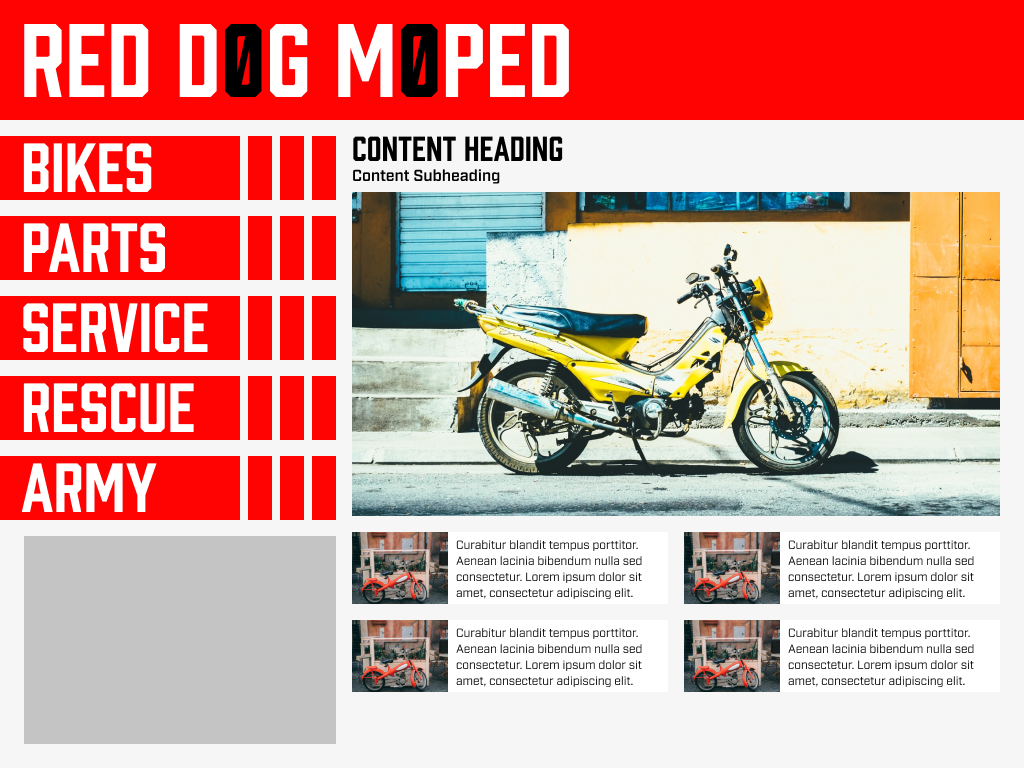 RED D0G M0PED
BIKES
PARTS
SERVICE
RESCUE
ARMY
CONTENT HEADING
Content Subheading
Curabitur blandit tempus porttitor.
Aenean lacinia bibendum nulla sed
consectetur. Lorem ipsum dolor sit
amet, consectetur adipiscing elit.
Curabitur blandit tempus porttitor.
Aenean lacinia bibendum nulla sed
consectetur. Lorem ipsum dolor sit
amet, consectetur adipiscing elit.
Curabitur blandit tempus porttitor.
Aenean lacinia bibendum nulla sed
consectetur. Lorem ipsum dolor sit
amet, consectetur adipiscing elit.
Curabitur blandit tempus porttitor.
Aenean lacinia bibendum nulla sed
consectetur. Lorem ipsum dolor sit
amet, consectetur adipiscing elit.